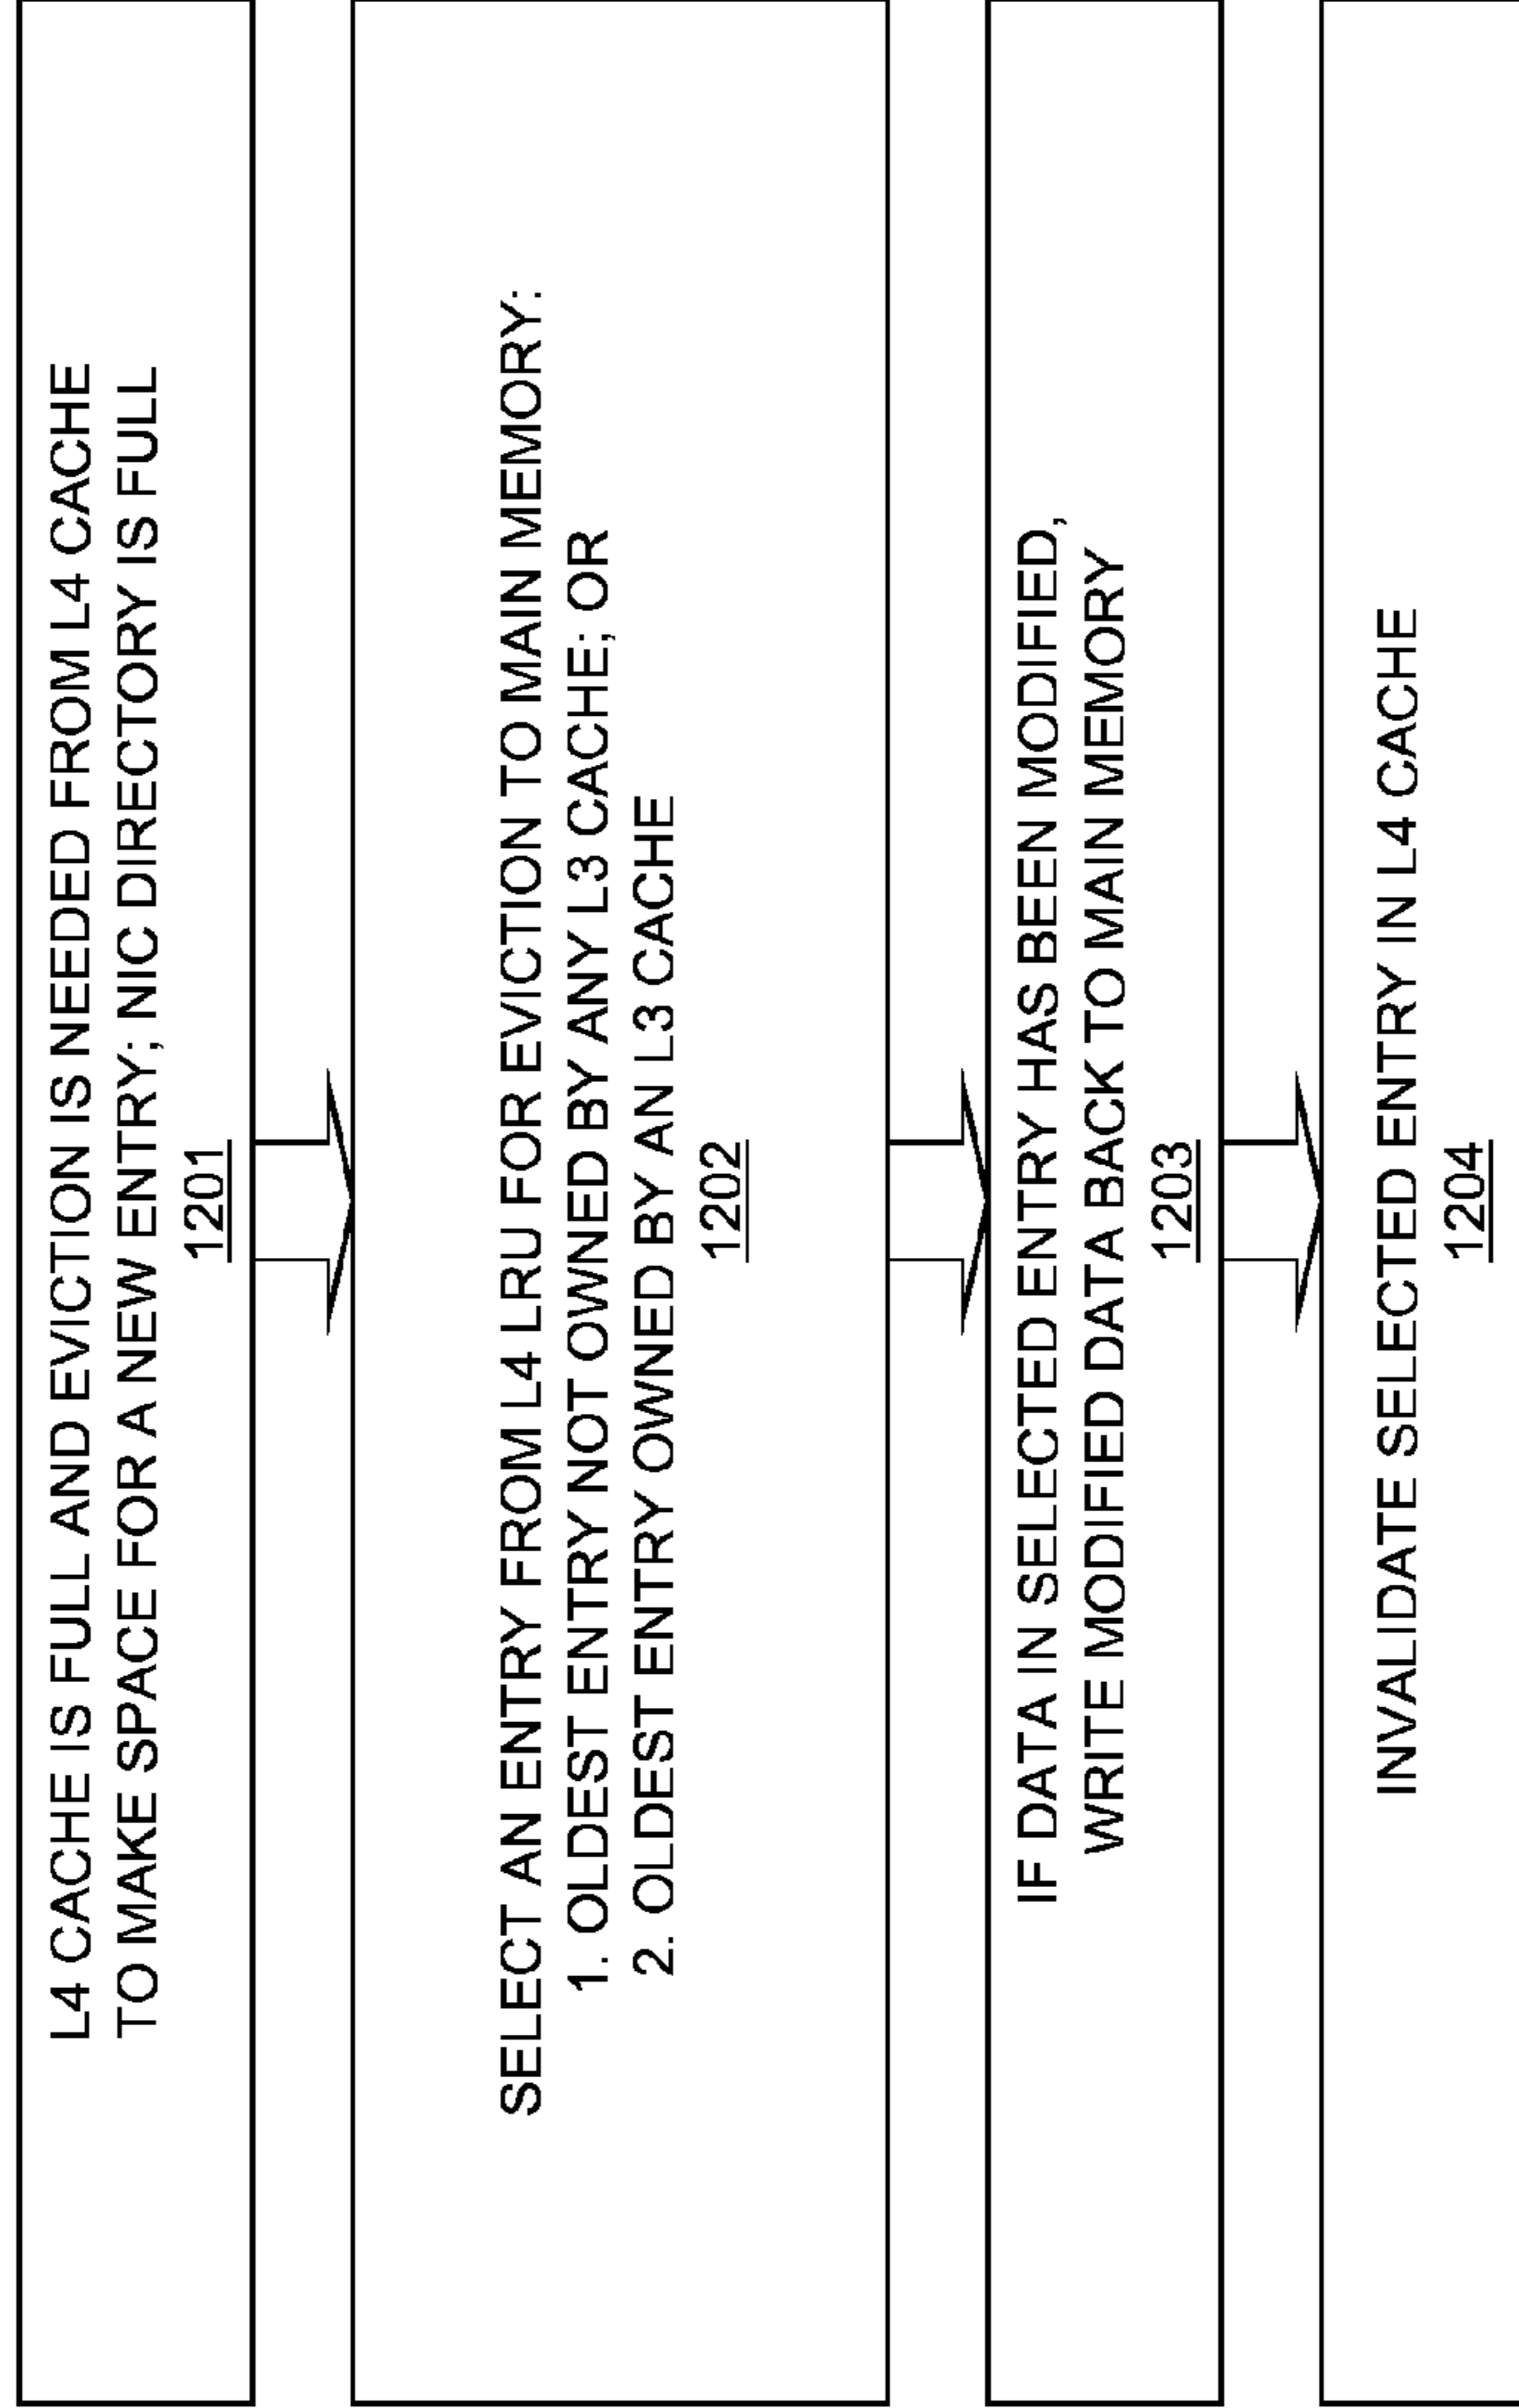 L4 CACHE IS FULL AND EVICTION IS NEEDED FROM L4 CACHE
TO MAKE SPACE FOR A NEW ENTRY; NIC DIRECTORY IS FULL
1201
SELECT AN ENTRY FROM L4 LRU FOR EVICTION TO MAIN MEMORY:
1. OLDEST ENTRY NOT OWNED BY ANY L3 CACHE; OR
2. OLDEST ENTRY OWNED BY AN L3 CACHE
1202
IF DATA IN SELECTED ENTRY HAS BEEN MODIFIED,
WRITE MODIFIED DATA BACK TO MAIN MEMORY
1203
INVALIDATE SELECTED ENTRY IN L4 CACHE
1204